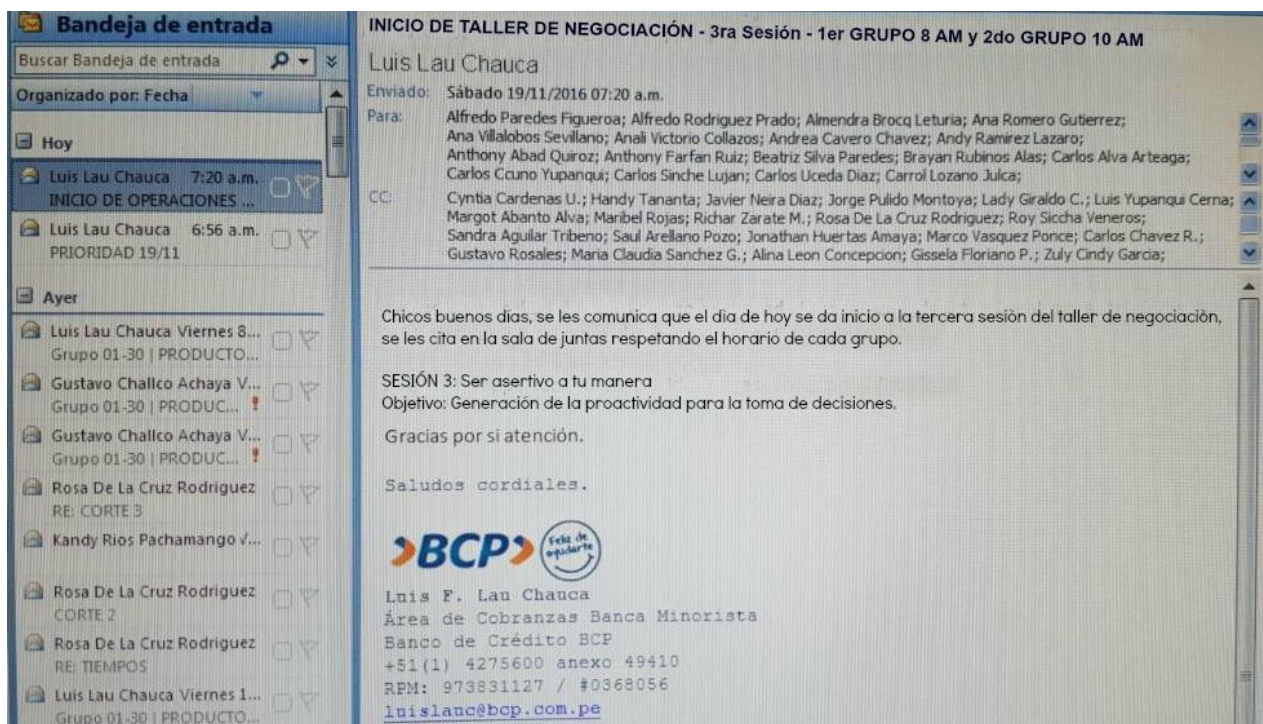 Bandeja de entrada
Buscar Bandeja de entrada
Organizado por: Fecha
Hoy
Luis Lau Chauca 7:20 a.m.
INICIO DE OPERACIONES ...
Luis Lau Chauca 6:56 a.m.
PRIORIDAD 19/11
Ayer
Luis Lau Chauca Viernes 8...
Grupo 01-30 | PRODUCTO...
Gustavo Challco Achaya V...
Grupo 01-30 | PRODUC...
Gustavo Challco Achaya V...
Grupo 01-30 | PRODUC...
Rosa De La Cruz Rodriguez
RE: CORTE 3
Kandy Rios Pachamango √...
Rosa De La Cruz Rodriguez
CORTE 2
Rosa De La Cruz Rodriguez
RE: TIEMPOS
Luis Lau Chauca Viernes 1...
Grupo 01-30 | PRODUCTO...
INICIO DE TALLER DE NEGOCIACIÓN - 3ra Sesión - 1er GRUPO 8 AM y 2do GRUPO 10 AM
Luis Lau Chauca
Enviado: Sábado 19/11/2016 07:20 a.m.
Para: Alfredo Paredes Figueroa; Alfredo Rodriguez Prado; Almendra Brocq Leturia; Ana Romero Gutierrez;
Ana Villalobos Sevillano; Anali Victorio Collazos; Andrea Cavero Chavez; Andy Ramirez Lazaro;
Anthony Abad Quiroz; Anthony Farfan Ruiz; Beatriz Silva Paredes; Brayan Rubinos Alas; Carlos Alva Arteaga;
Carlos Ccuno Yupanqui; Carlos Sinche Lujan; Carlos Uceda Diaz; Carrol Lozano Julca;
CC: Cyntia Cardenas U.; Handy Tananta; Javier Neira Diaz; Jorge Pulido Montoya; Lady Giraldo C.; Luis Yupanqui Cerna;
Margot Abanto Alva; Maribel Rojas; Richar Zarate M.; Rosa De La Cruz Rodriguez; Roy Siccha Veneros;
Sandra Aguilar Tribeno; Saul Arellano Pozo; Jonathan Huertas Amaya; Marco Vasquez Ponce; Carlos Chavez R.;
Gustavo Rosales; Maria Claudia Sanchez G.; Alina Leon Concepcion; Gissela Floriano P.; Zuly Cindy Garcia;
Chicos buenos dias, se les comunica que el dia de hoy se da inicio a la tercera sesiòn del taller de negociaciòn,
se les cita en la sala de juntas respetando el horario de cada grupo.
SESIÓN 3: Ser asertivo a tu manera
Objetivo: Generación de la proactividad para la toma de decisiones.
Gracias por si atención.
Saludos cordiales.
BCP
Feliz de
ayudarte
Luis F. Lau Chauca
Área de Cobranzas Banca Minorista
Banco de Crédito BCP
+51(1) 4275600 anexo 49410
RPM: 973831127 / #0368056
luislauc@bcp.com.pe